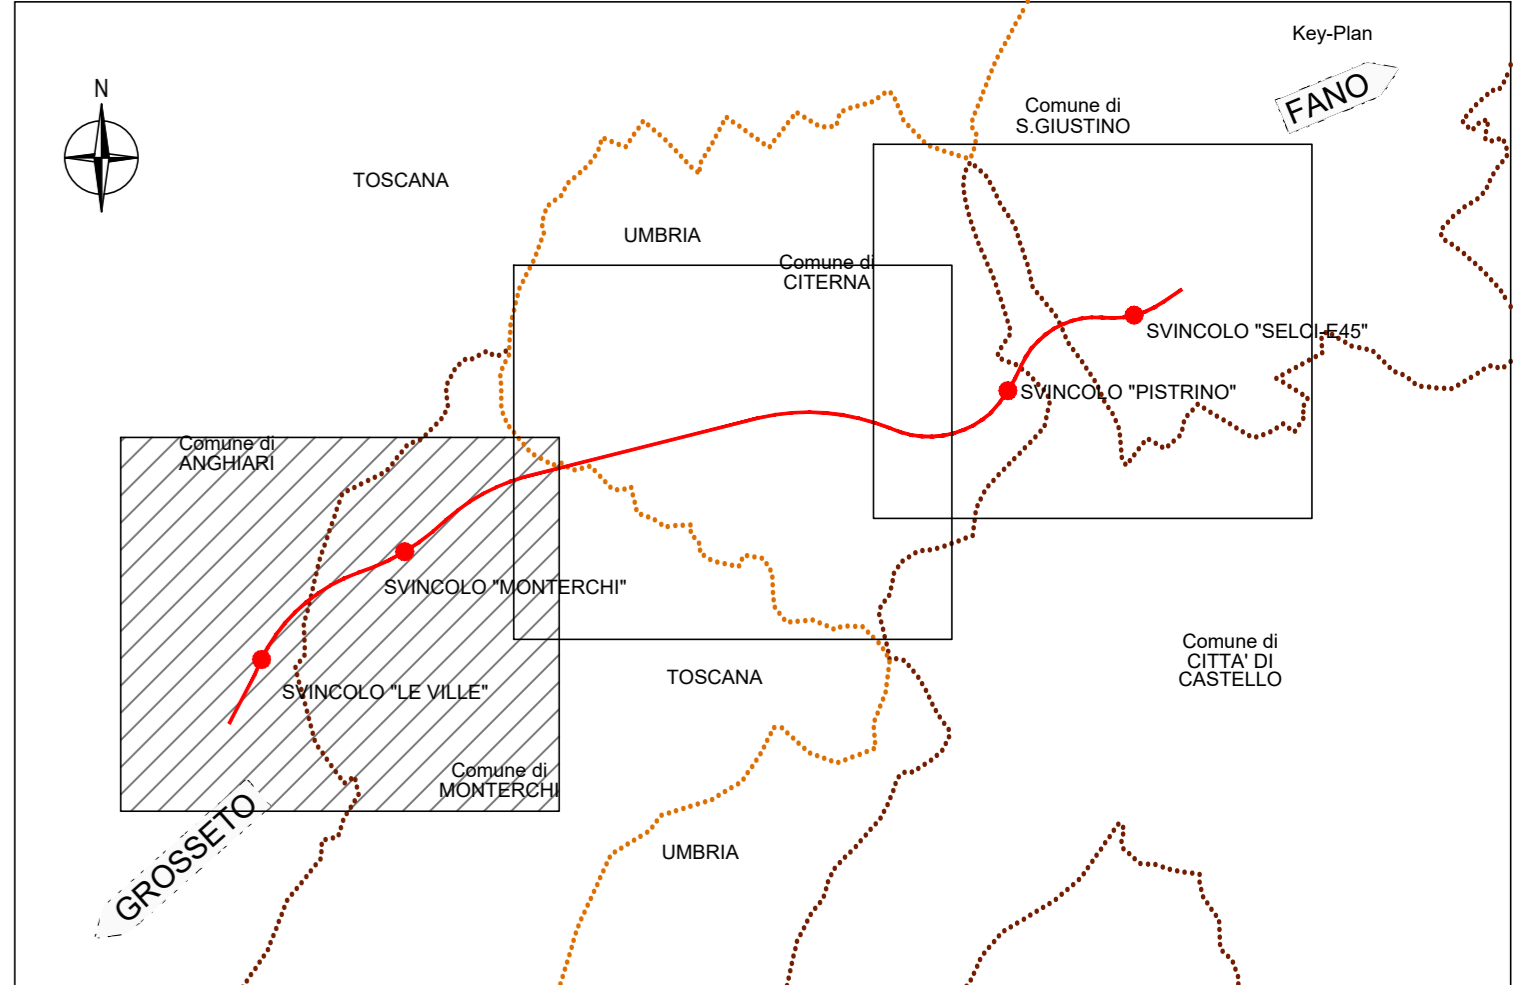 Key-Plan
N
FANO
Comune di
S.GIUSTINO
TOSCANA
UMBRIA
Comune di
CITERNA
SVINCOLO "SELCI-E45"
SVINCOLO "PISTRINO"
Comune di
ANGHIARI
SVINCOLO "MONTERCHI"
Comune di
CITTA' DI
CASTELLO
TOSCANA
SVINCOLO "LE VILLE"
Comune di
MONTERCHI
GROSSETO
UMBRIA